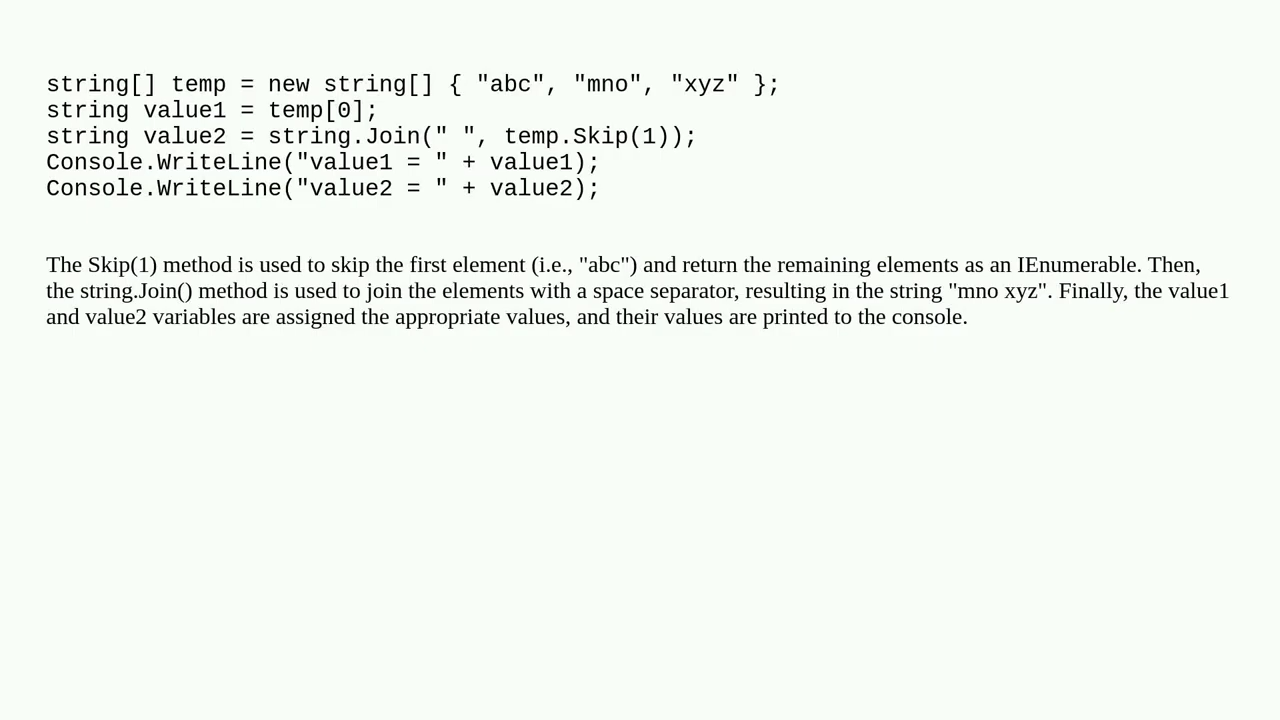 string[] temp = new string[] { "abc", "mno", "xyz" };
string value1 = temp[0];
string value2 = string.Join(" ", temp.Skip(1));
Console.WriteLine("value1 = " + value1);
Console.WriteLine("value2 = " + value2);
The Skip(1) method is used to skip the first element (i.e., "abc") and return the remaining elements as an IEnumerable. Then,
the string.Join() method is used to join the elements with a space separator, resulting in the string "mno xyz". Finally, the value1
and value2 variables are assigned the appropriate values, and their values are printed to the console.